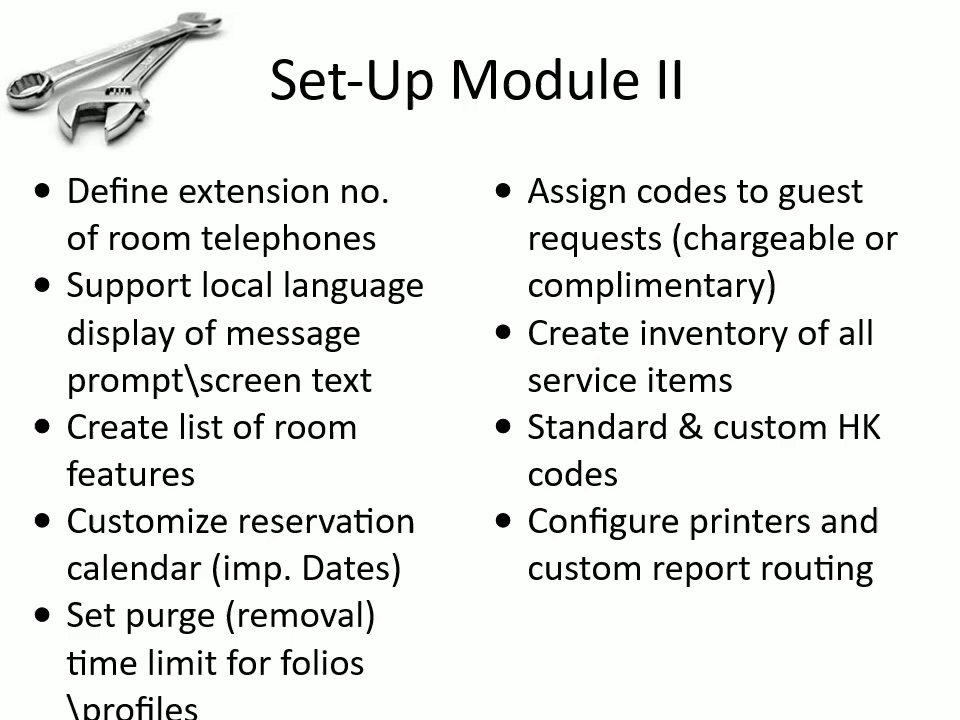 Set-Up Module II
• Define extension no.
of room telephones
• Support local language
display of message
prompt\screen text
• Create list of room
features
• Customize reservation
calendar (imp. Dates)
• Set purge (removal)
time limit for folios
\profiles
• Assign codes to guest
requests (chargeable or
complimentary)
• Create inventory of all
service items
• Standard & custom HK
codes
• Configure printers and
custom report routing